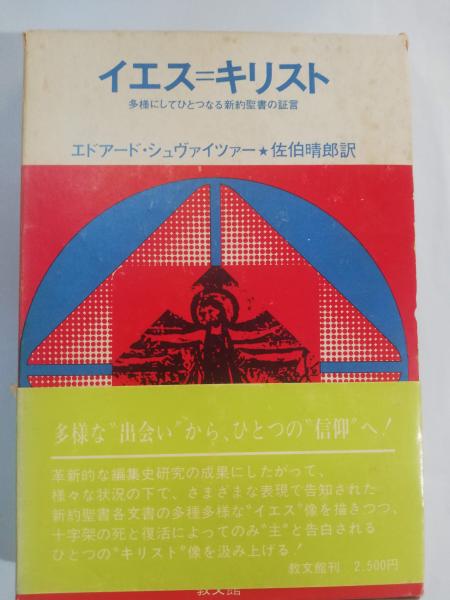 イエス=キリスト
多様にしてひとつなる新約聖書の証言
エドアード・シュヴァイツァー★佐伯晴郎訳
多様な"出会い"から、ひとつの"信仰"へ!
革新的な編集史研究の成果にしたがって、
様々な状況の下で、さまざまな表現で告知された
新約聖書各文書の多種多様な"イエス"像を描きつつ、
十字架の死と復活によってのみ"主"と告白される
ひとつの"キリスト"像を汲み上げる!
教文館刊 2,500円
教文館